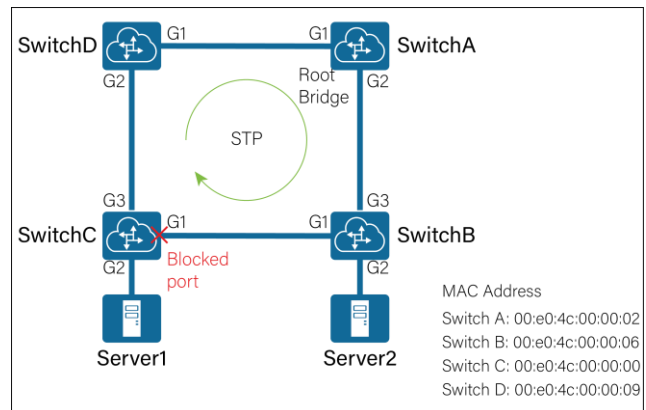 SwitchD
G1
G1
SwitchA
G2
Root
Bridge
G2
STP
G3
G3
SwitchC
G1
G1
SwitchB
Blocked
port
G2
G2
Server1
Server2
MAC Address
Switch A: 00:e0:4c:00:00:02
Switch B: 00:e0:4c:00:00:06
Switch C: 00:e0:4c:00:00:00
Switch D: 00:e0:4c:00:00:09